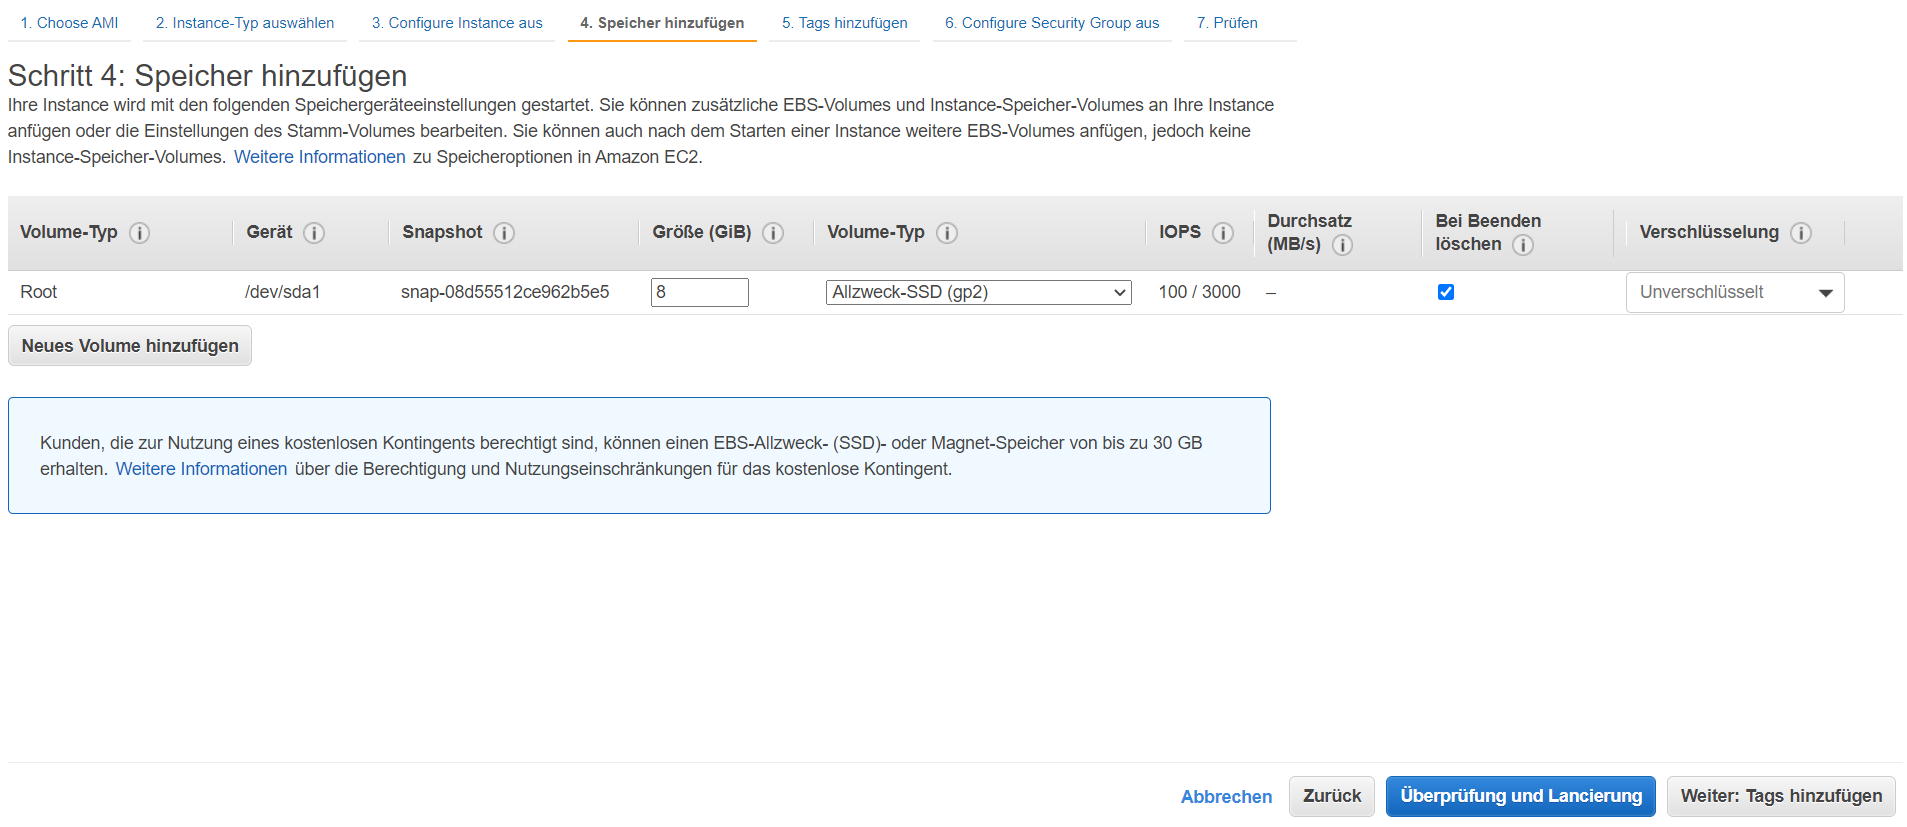 1. Choose AMI 2. Instance-Typ auswählen 3. Configure Instance aus 4. Speicher hinzufügen 5. Tags hinzufügen 6. Configure Security Group aus 7. Prüfen
Schritt 4: Speicher hinzufügen
Ihre Instance wird mit den folgenden Speichergeräteeinstellungen gestartet. Sie können zusätzliche EBS-Volumes und Instance-Speicher-Volumes an Ihre Instance
anfügen oder die Einstellungen des Stamm-Volumes bearbeiten. Sie können auch nach dem Starten einer Instance weitere EBS-Volumes anfügen, jedoch keine
Instance-Speicher-Volumes. Weitere Informationen zu Speicheroptionen in Amazon EC2.
Volume-Typ Gerät Snapshot Größe (GiB) Volume-Typ IOPS Durchsatz (MB/s) Bei Beenden löschen Verschlüsselung
Root /dev/sda1 snap-08d55512ce962b5e5 8 Allzweck-SSD (gp2) 100 / 3000 – Unverschlüsselt
Neues Volume hinzufügen
Kunden, die zur Nutzung eines kostenlosen Kontingents berechtigt sind, können einen EBS-Allzweck- (SSD)- oder Magnet-Speicher von bis zu 30 GB
erhalten. Weitere Informationen über die Berechtigung und Nutzungseinschränkungen für das kostenlose Kontingent.
Abbrechen Zurück Überprüfung und Lancierung Weiter: Tags hinzufügen